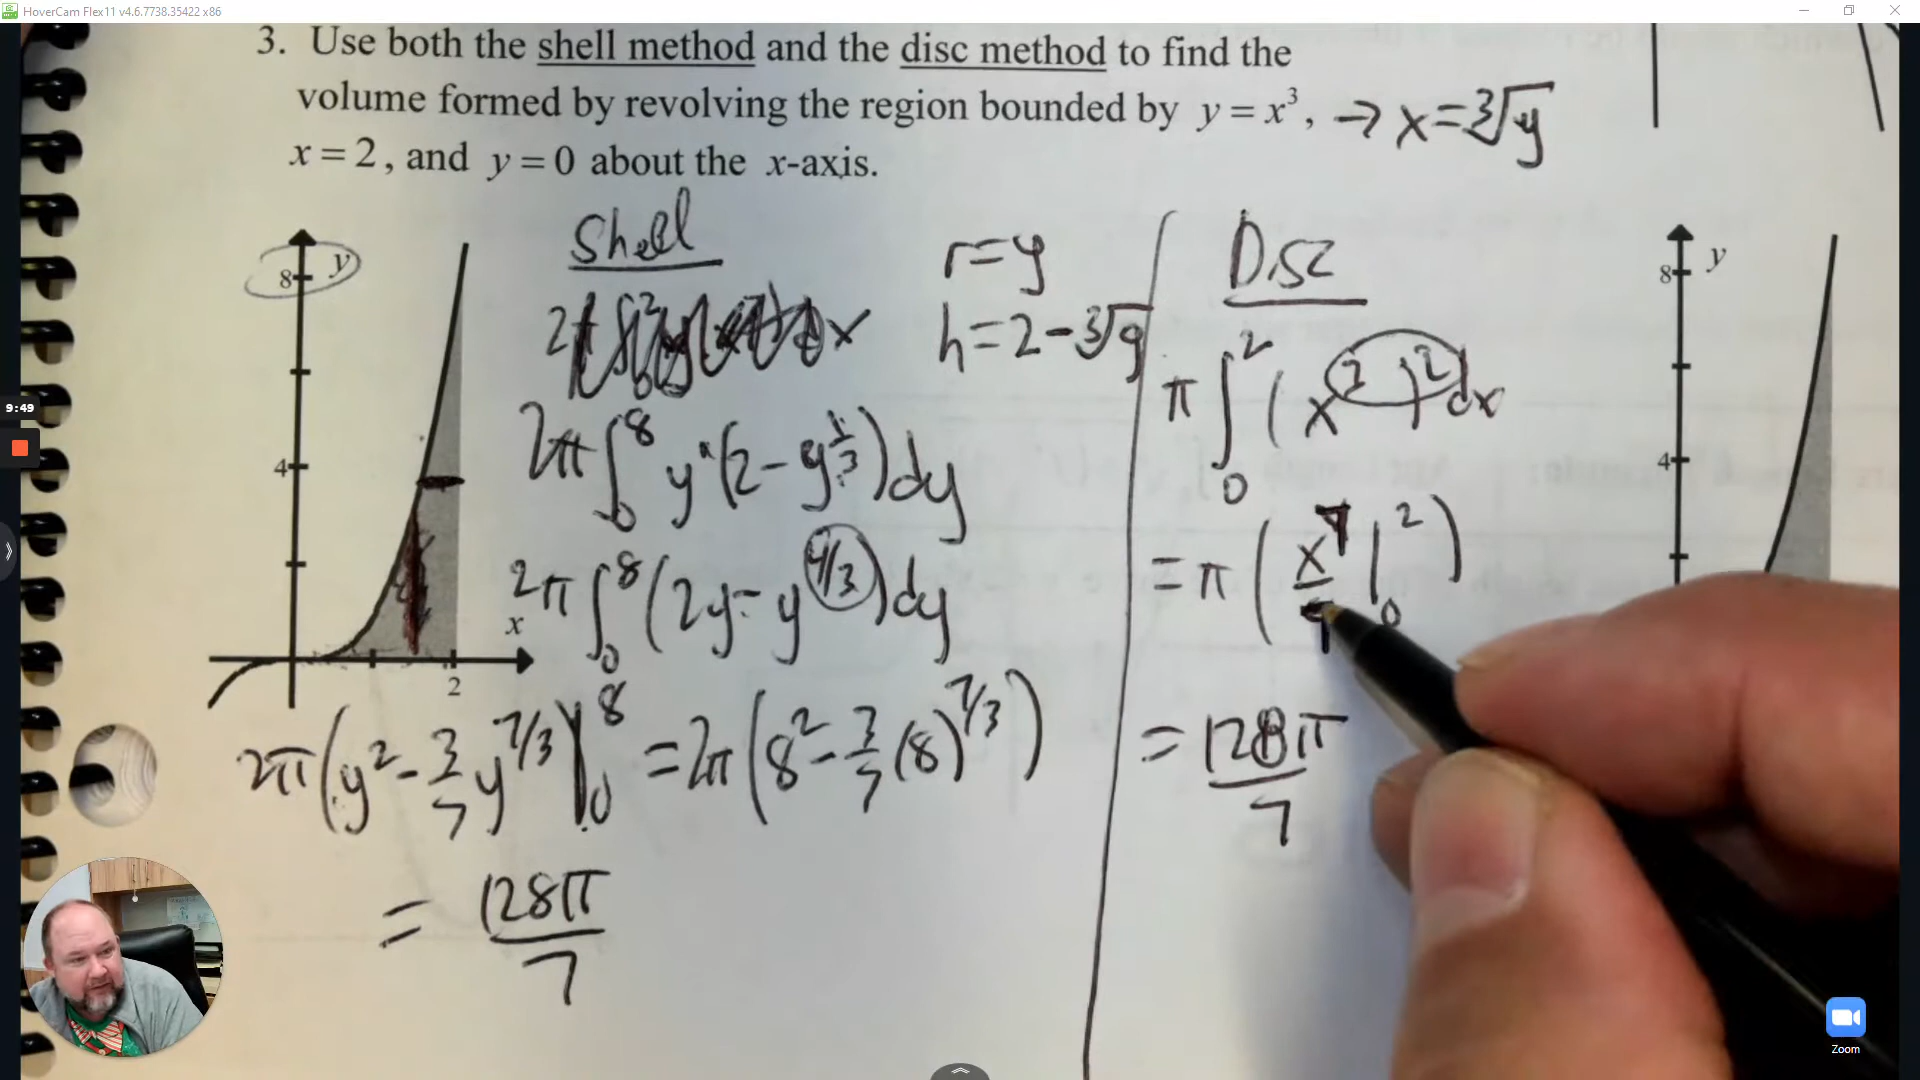 HoverCam Flex11 v4.6.7738.35422 x86
3. Use both the shell method and the disc method to find the
volume formed by revolving the region bounded by y = x³, → x = ∛y
x = 2, and y = 0 about the x-axis.
Shell
r = y
h = 2 - ∛y
2π ∫₀⁸ y (2 - y^(1/3)) dy
2π ∫₀⁸ (2y - y^(4/3)) dy
2π (y² - 3/7 y^(7/3)) |₀⁸ = 2π (8² - 3/7 (8)^(7/3))
= 128π/7
Disc
π ∫₀² (x³)² dx
= π (x⁷/7 |₀²)
= 128π/7
8 y
4
x
2
8 y
4
9:49
Zoom